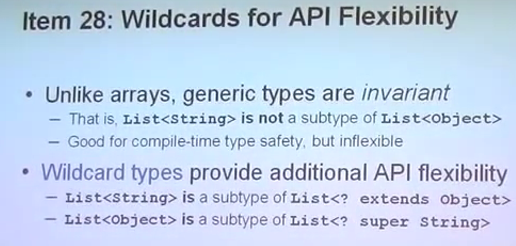 Item 28: Wildcards for API Flexibility
• Unlike arrays, generic types are invariant
– That is, List<String> is not a subtype of List<Object>
– Good for compile-time type safety, but inflexible
• Wildcard types provide additional API flexibility
– List<String> is a subtype of List<? extends Object>
– List<Object> is a subtype of List<? super String>